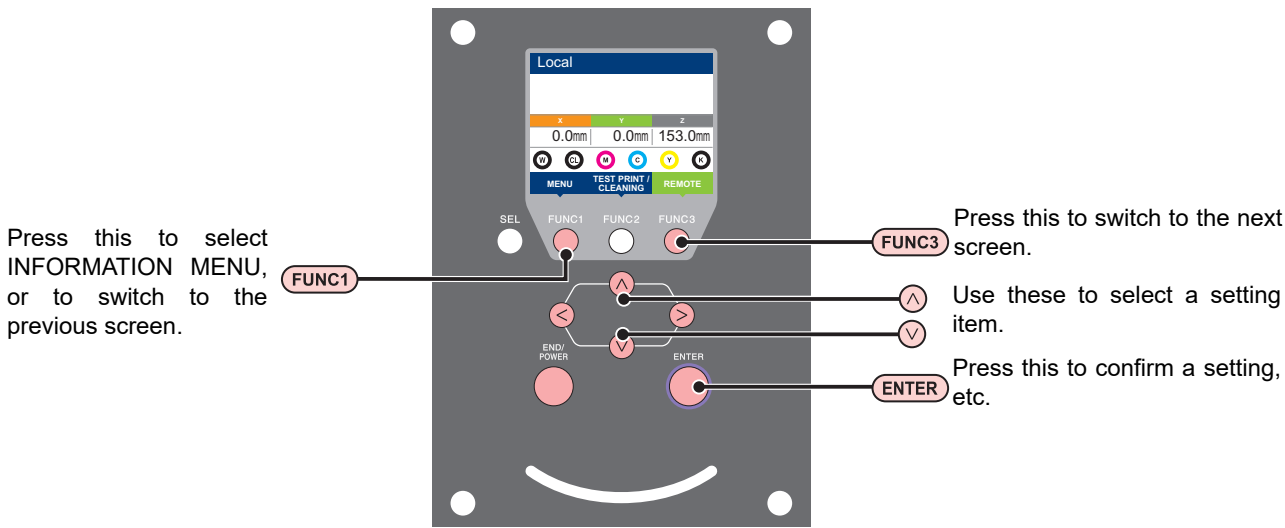 Local
X Y Z
0.0mm 0.0mm 153.0mm
W CL M C Y K
MENU TEST PRINT / CLEANING REMOTE
SEL FUNC1 FUNC2 FUNC3
Press this to select
INFORMATION MENU,
or to switch to the
previous screen.
FUNC1
FUNC3
Press this to switch to the next
screen.
Use these to select a setting
item.
END/
POWER
ENTER
ENTER
Press this to confirm a setting,
etc.